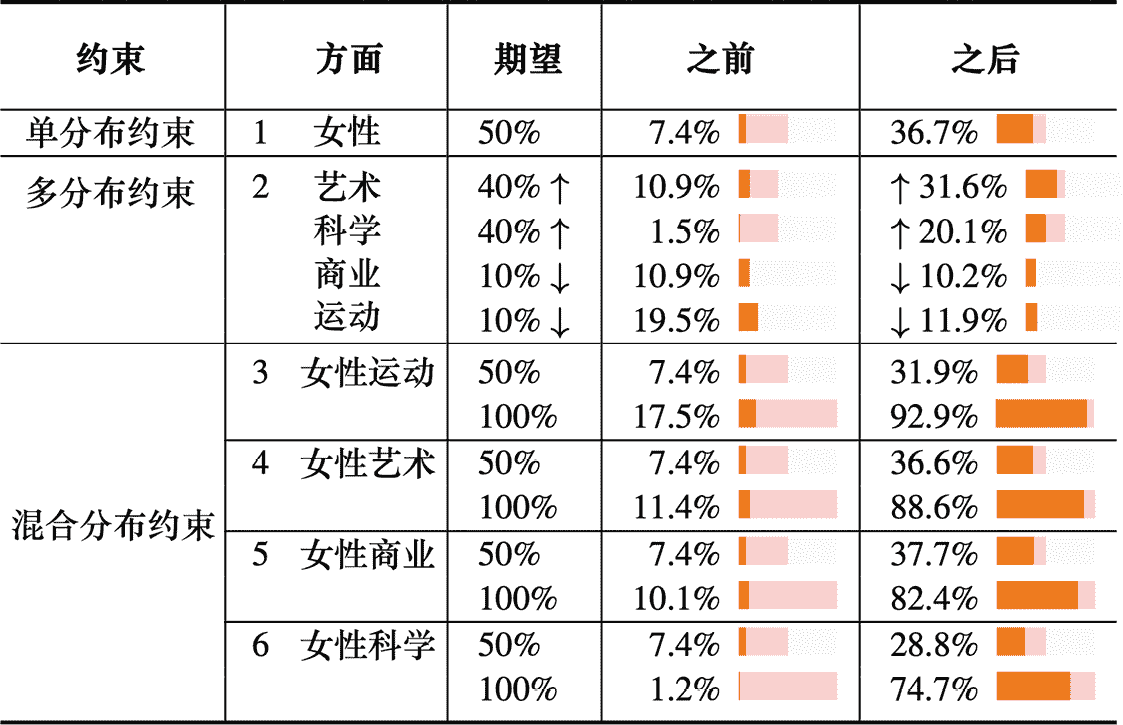 约束 方面 期望 之前 之后
单分布约束 1 女性 50% 7.4% 36.7%
多分布约束 2 艺术 40% ↑ 10.9% ↑ 31.6%
科学 40% ↑ 1.5% ↑ 20.1%
商业 10% ↓ 10.9% ↓ 10.2%
运动 10% ↓ 19.5% ↓ 11.9%
3 女性运动 50% 7.4% 31.9%
100% 17.5% 92.9%
4 女性艺术 50% 7.4% 36.6%
100% 11.4% 88.6%
混合分布约束
5 女性商业 50% 7.4% 37.7%
100% 10.1% 82.4%
6 女性科学 50% 7.4% 28.8%
100% 1.2% 74.7%